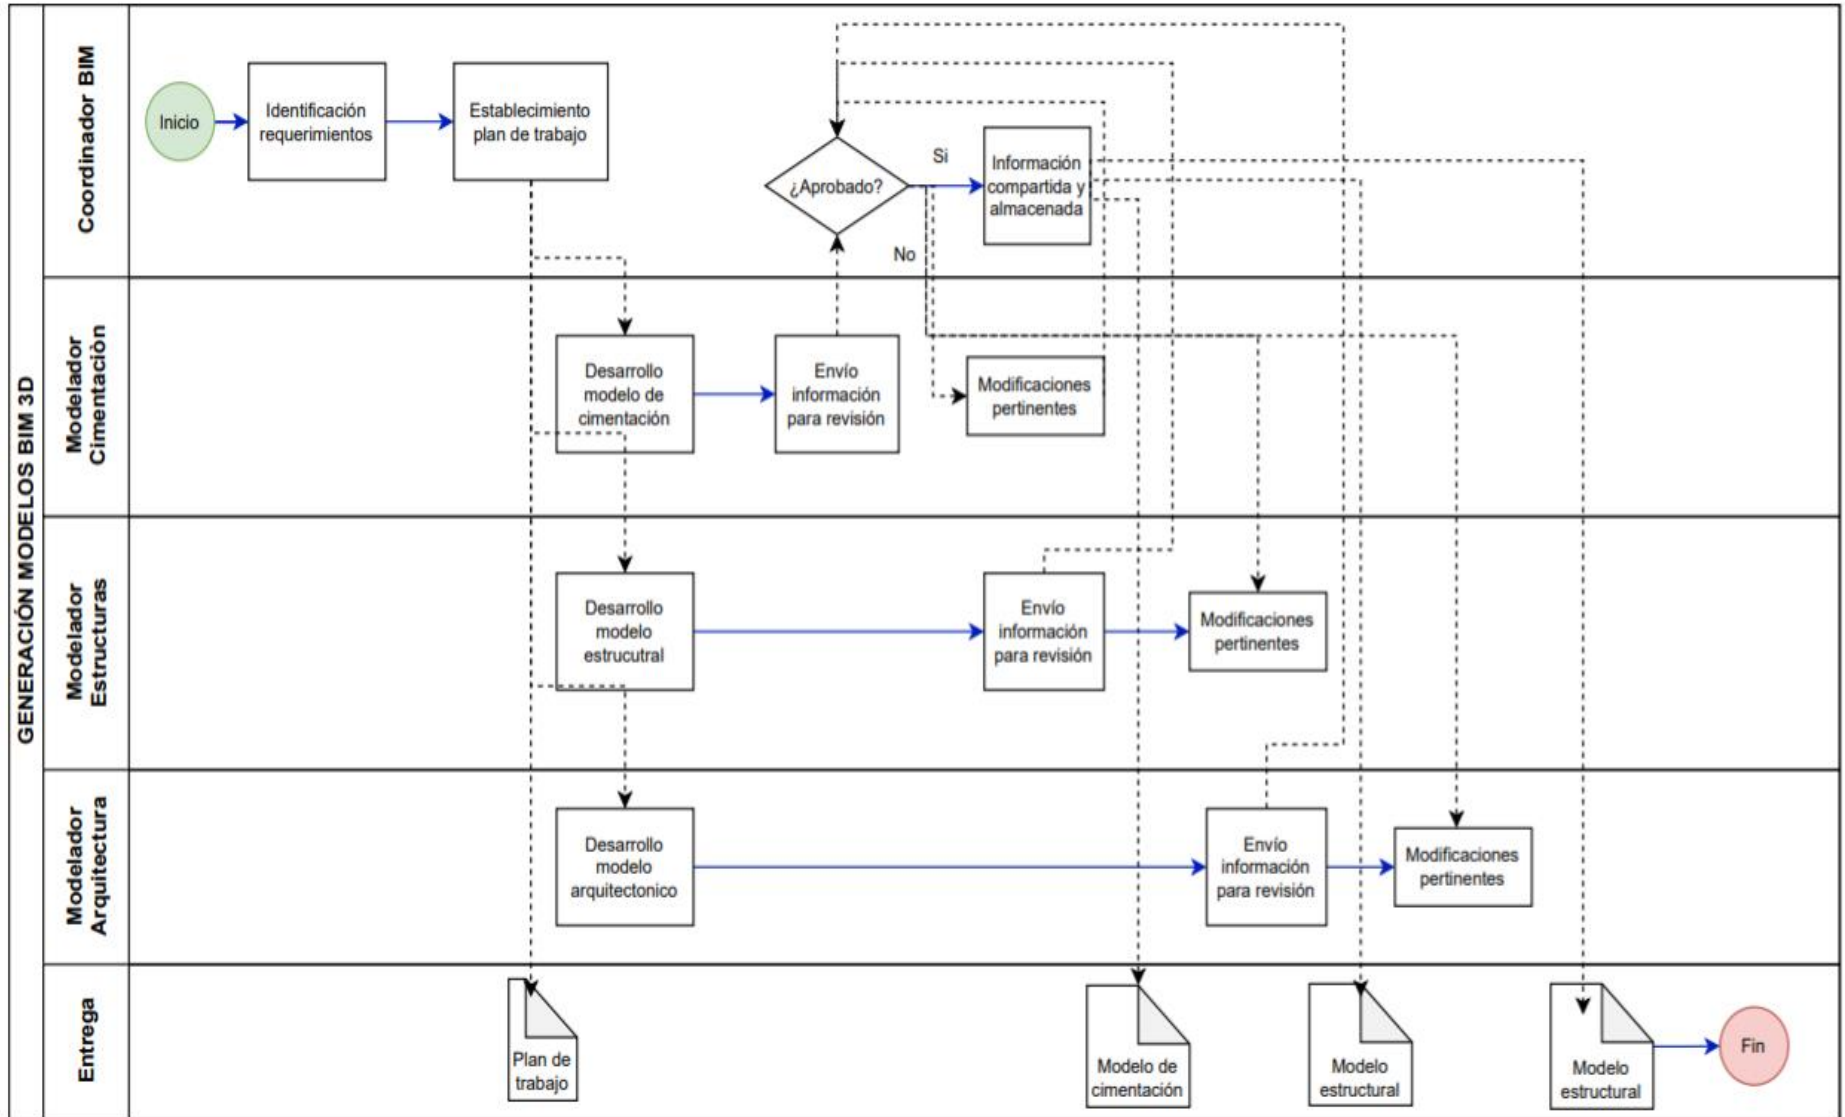 GENERACIÓN MODELOS BIM 3D
Coordinador BIM
Inicio
Identificación
requerimientos
Establecimiento
plan de trabajo
¿Aprobado?
Si
No
Información
compartida y
almacenada
Modelador
Cimentaciòn
Desarrollo
modelo de
cimentación
Envío
información
para revisión
Modificaciones
pertinentes
Modelador
Estructuras
Desarrollo
modelo
estrucutral
Envío
información
para revisión
Modificaciones
pertinentes
Modelador
Arquitectura
Desarrollo
modelo
arquitectonico
Envío
información
para revisión
Modificaciones
pertinentes
Entrega
Plan de
trabajo
Modelo de
cimentación
Modelo
estructural
Modelo
estructural
Fin